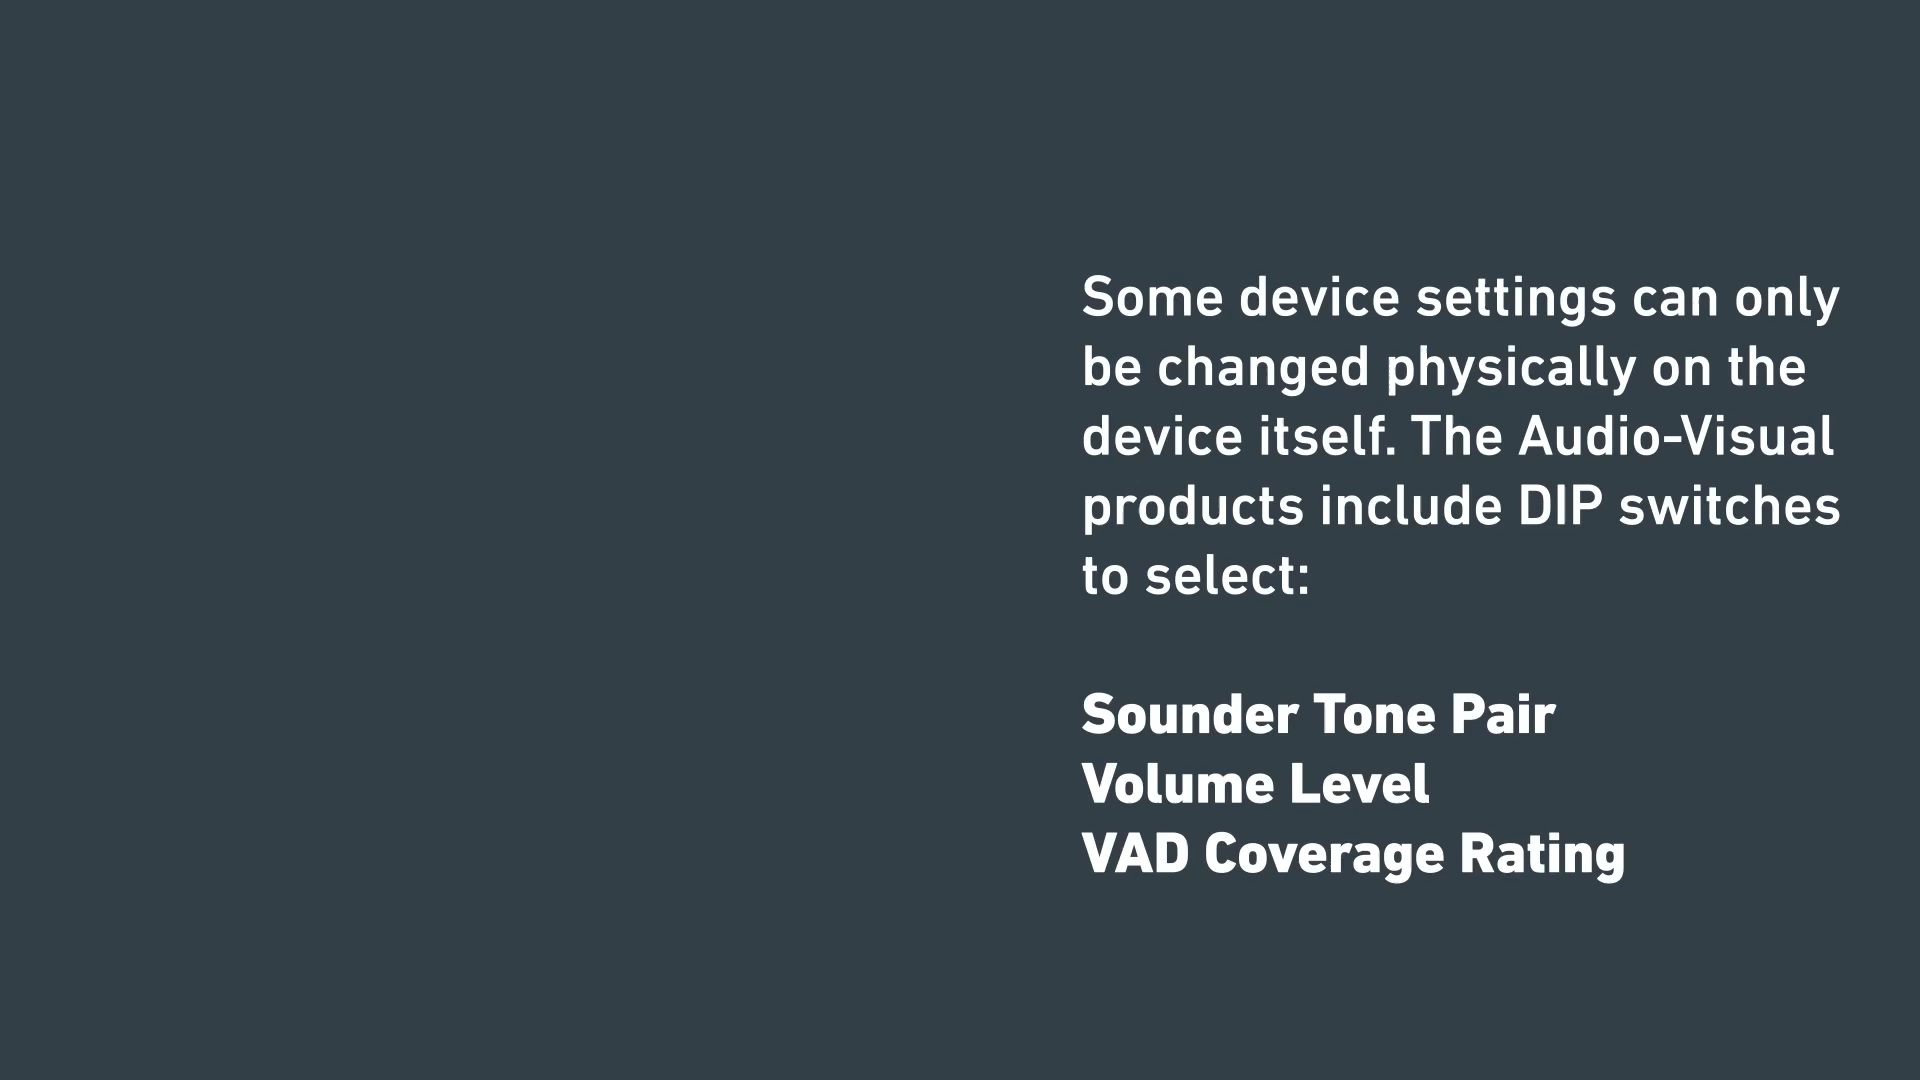 Some device settings can only
be changed physically on the
device itself. The Audio-Visual
products include DIP switches
to select:
Sounder Tone Pair
Volume Level
VAD Coverage Rating